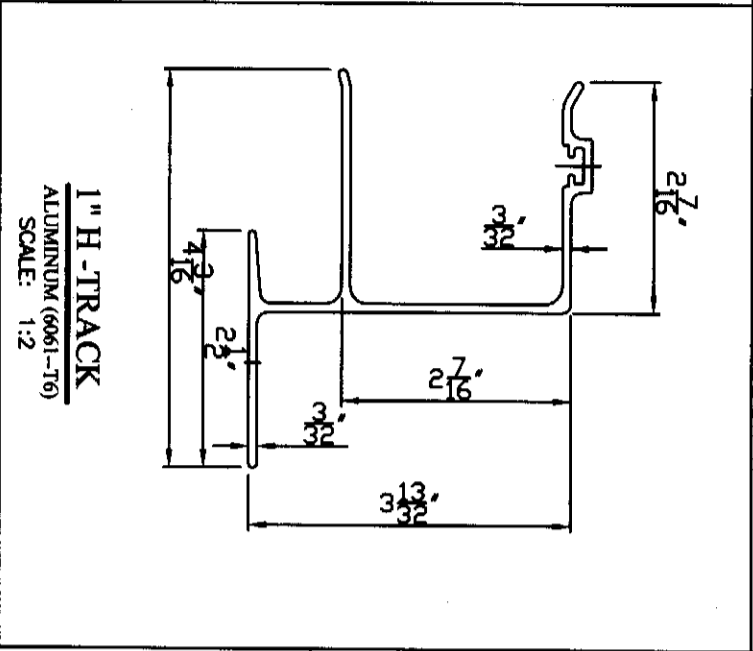 2 7/16"
3/32"
4 3/16"
2 1/2"
2 7/16"
3/32"
3 13/32"
1" H-TRACK
ALUMINUM (6061-T6)
SCALE: 1:2